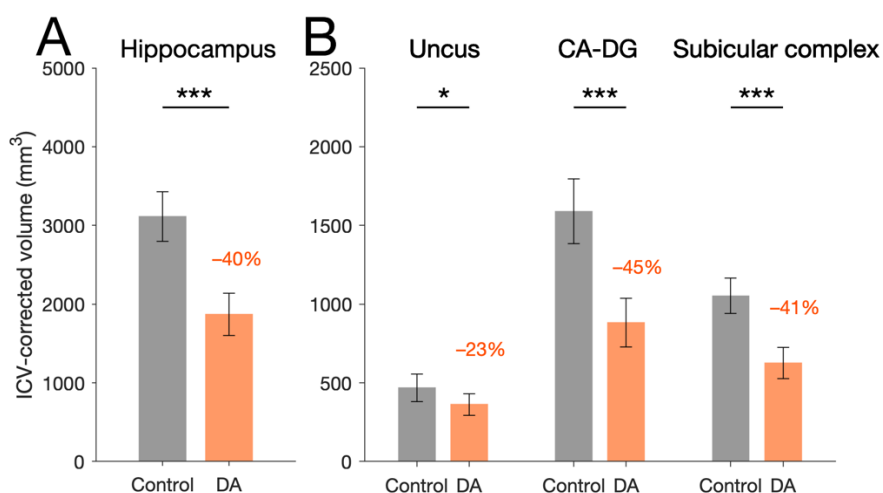 A
B
Hippocampus
Uncus
CA-DG
Subicular complex
ICV-corrected volume (mm³)
5000
4000
3000
2000
1000
0
***
–40%
Control
DA
2500
2000
1500
1000
500
0
*
***
***
–23%
–45%
–41%
Control DA
Control DA
Control DA